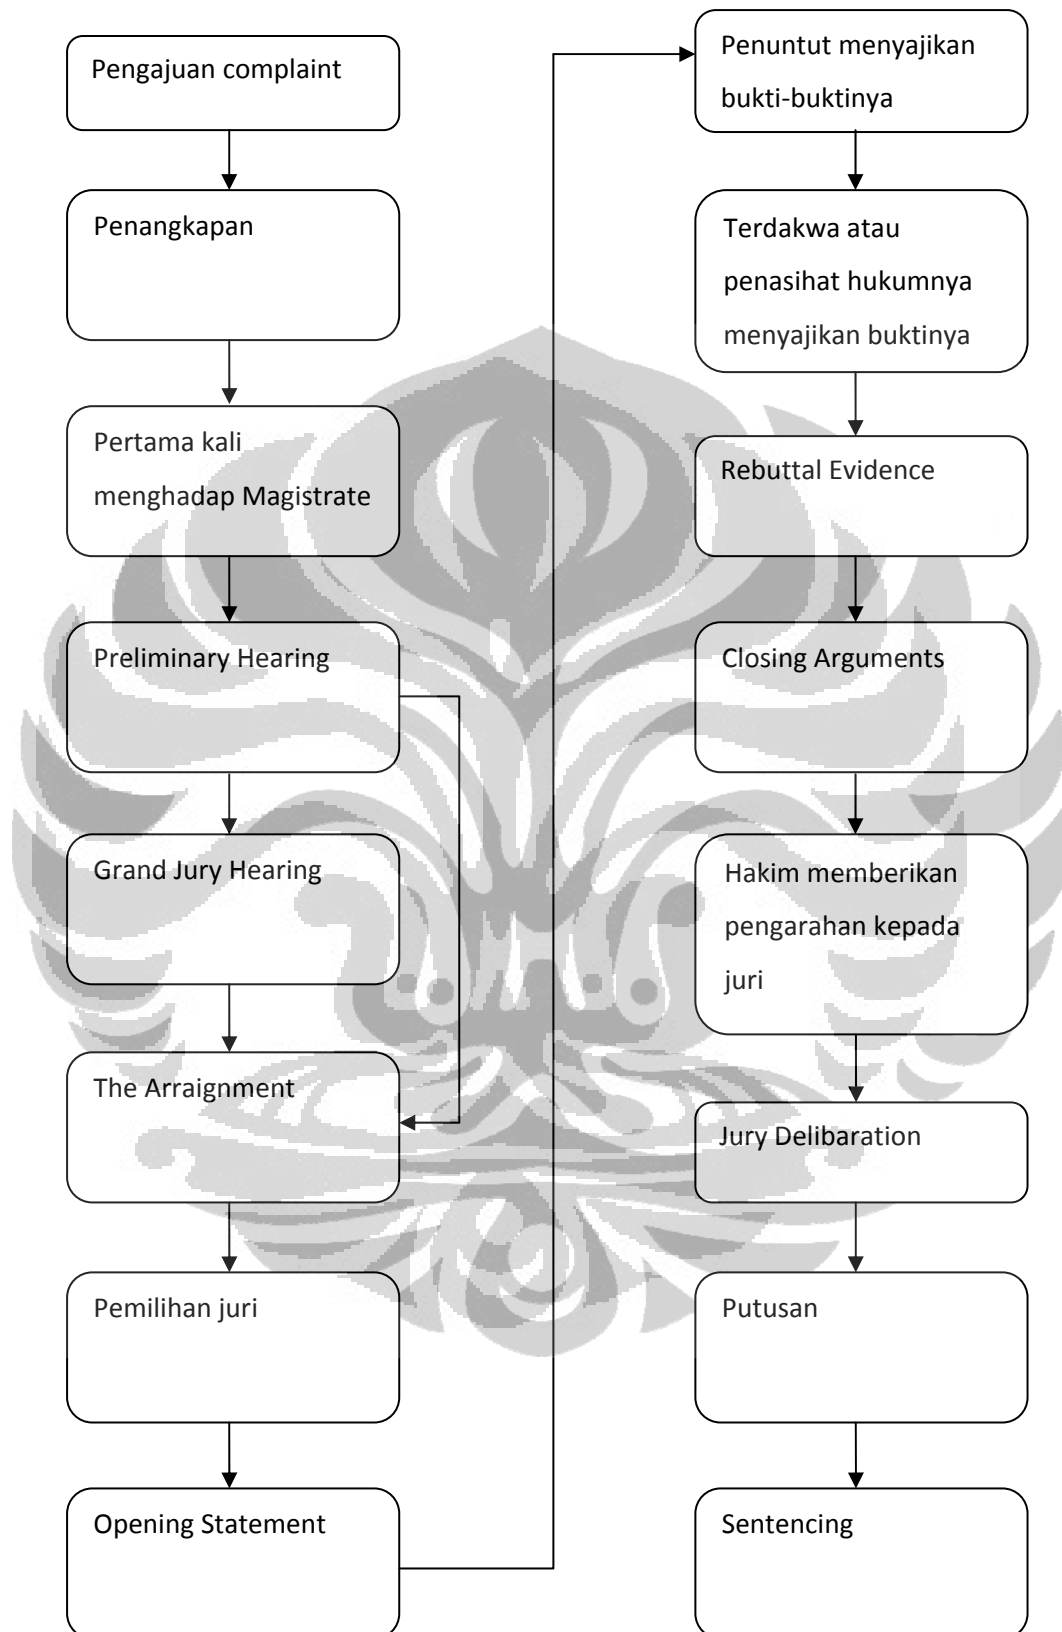 Pengajuan complaint
Penangkapan
Pertama kali
menghadap Magistrate
Preliminary Hearing
Grand Jury Hearing
The Arraignment
Pemilihan juri
Opening Statement
Penuntut menyajikan
bukti-buktinya
Terdakwa atau
penasihat hukumnya
menyajikan buktinya
Rebuttal Evidence
Closing Arguments
Hakim memberikan
pengarahan kepada
juri
Jury Delibaration
Putusan
Sentencing